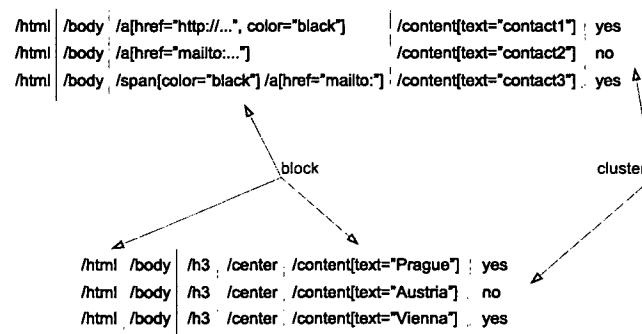 /html /body /a[href="http://...", color="black"] /content[text="contact1"] yes
/html /body /a[href="mailto:..."] /content[text="contact2"] no
/html /body /span[color="black"] /a[href="mailto:"] /content[text="contact3"] yes
block
cluster
/html /body /h3 /center /content[text="Prague"] yes
/html /body /h3 /center /content[text="Austria"] no
/html /body /h3 /center /content[text="Vienna"] yes